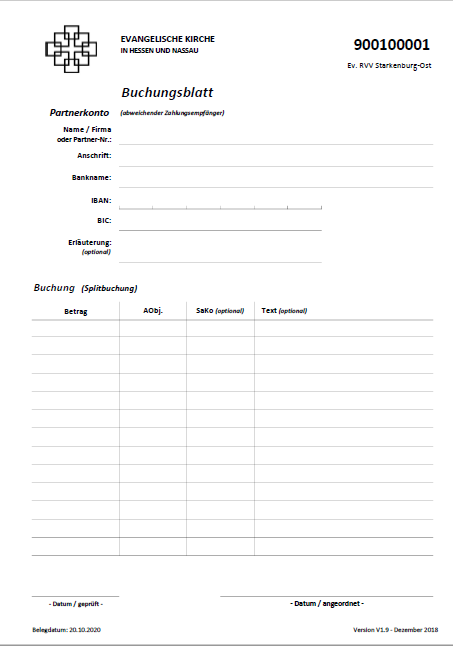 EVANGELISCHE KIRCHE
IN HESSEN UND NASSAU
900100001
Ev. RVV Starkenburg-Ost
Buchungsblatt
Partnerkonto (abweichender Zahlungsempfänger)
Name / Firma
oder Partner-Nr.:
Anschrift:
Bankname:
IBAN:
BIC:
Erläuterung:
(optional)
Buchung (Splitbuchung)
Betrag AObj. SaKo (optional) Text (optional)
- Datum / geprüft - - Datum / angeordnet -
Belegdatum: 20.10.2020 Version V1.9 - Dezember 2018